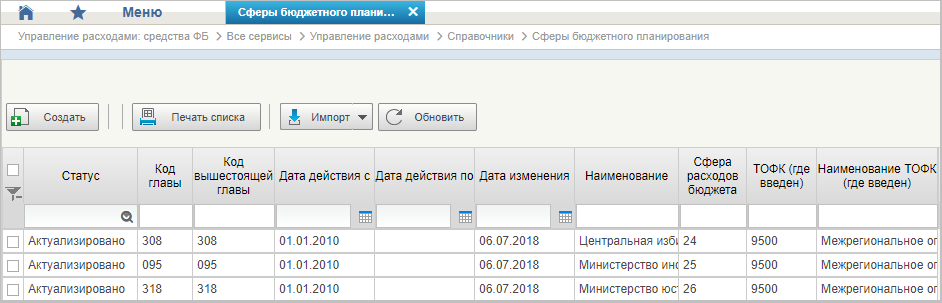 Меню Сферы бюджетного плани...
Управление расходами: средства ФБ Все сервисы Управление расходами Справочники Сферы бюджетного планирования
Создать Печать списка Импорт Обновить
Статус Код главы Код вышестоящей главы Дата действия с Дата действия по Дата изменения Наименование Сфера расходов бюджета ТОФК (где введен) Наименование ТОФК (где введен)
Актуализировано 308 308 01.01.2010 06.07.2018 Центральная изби 24 9500 Межрегиональное оп
Актуализировано 095 095 01.01.2010 06.07.2018 Министерство ино 25 9500 Межрегиональное оп
Актуализировано 318 318 01.01.2010 06.07.2018 Министерство юст 26 9500 Межрегиональное оп